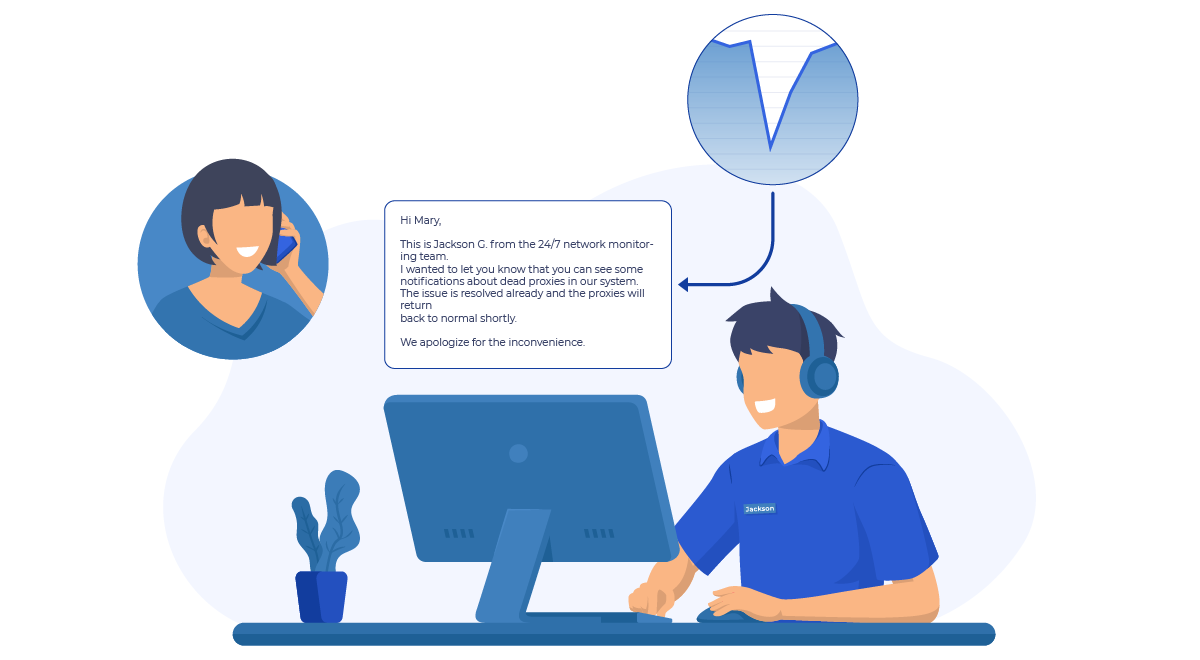 Hi Mary,
This is Jackson G. from the 24/7 network monitor-
ing team.
I wanted to let you know that you can see some
notifications about dead proxies in our system.
The issue is resolved already and the proxies will
return
back to normal shortly.
We apologize for the inconvenience.
Jackson